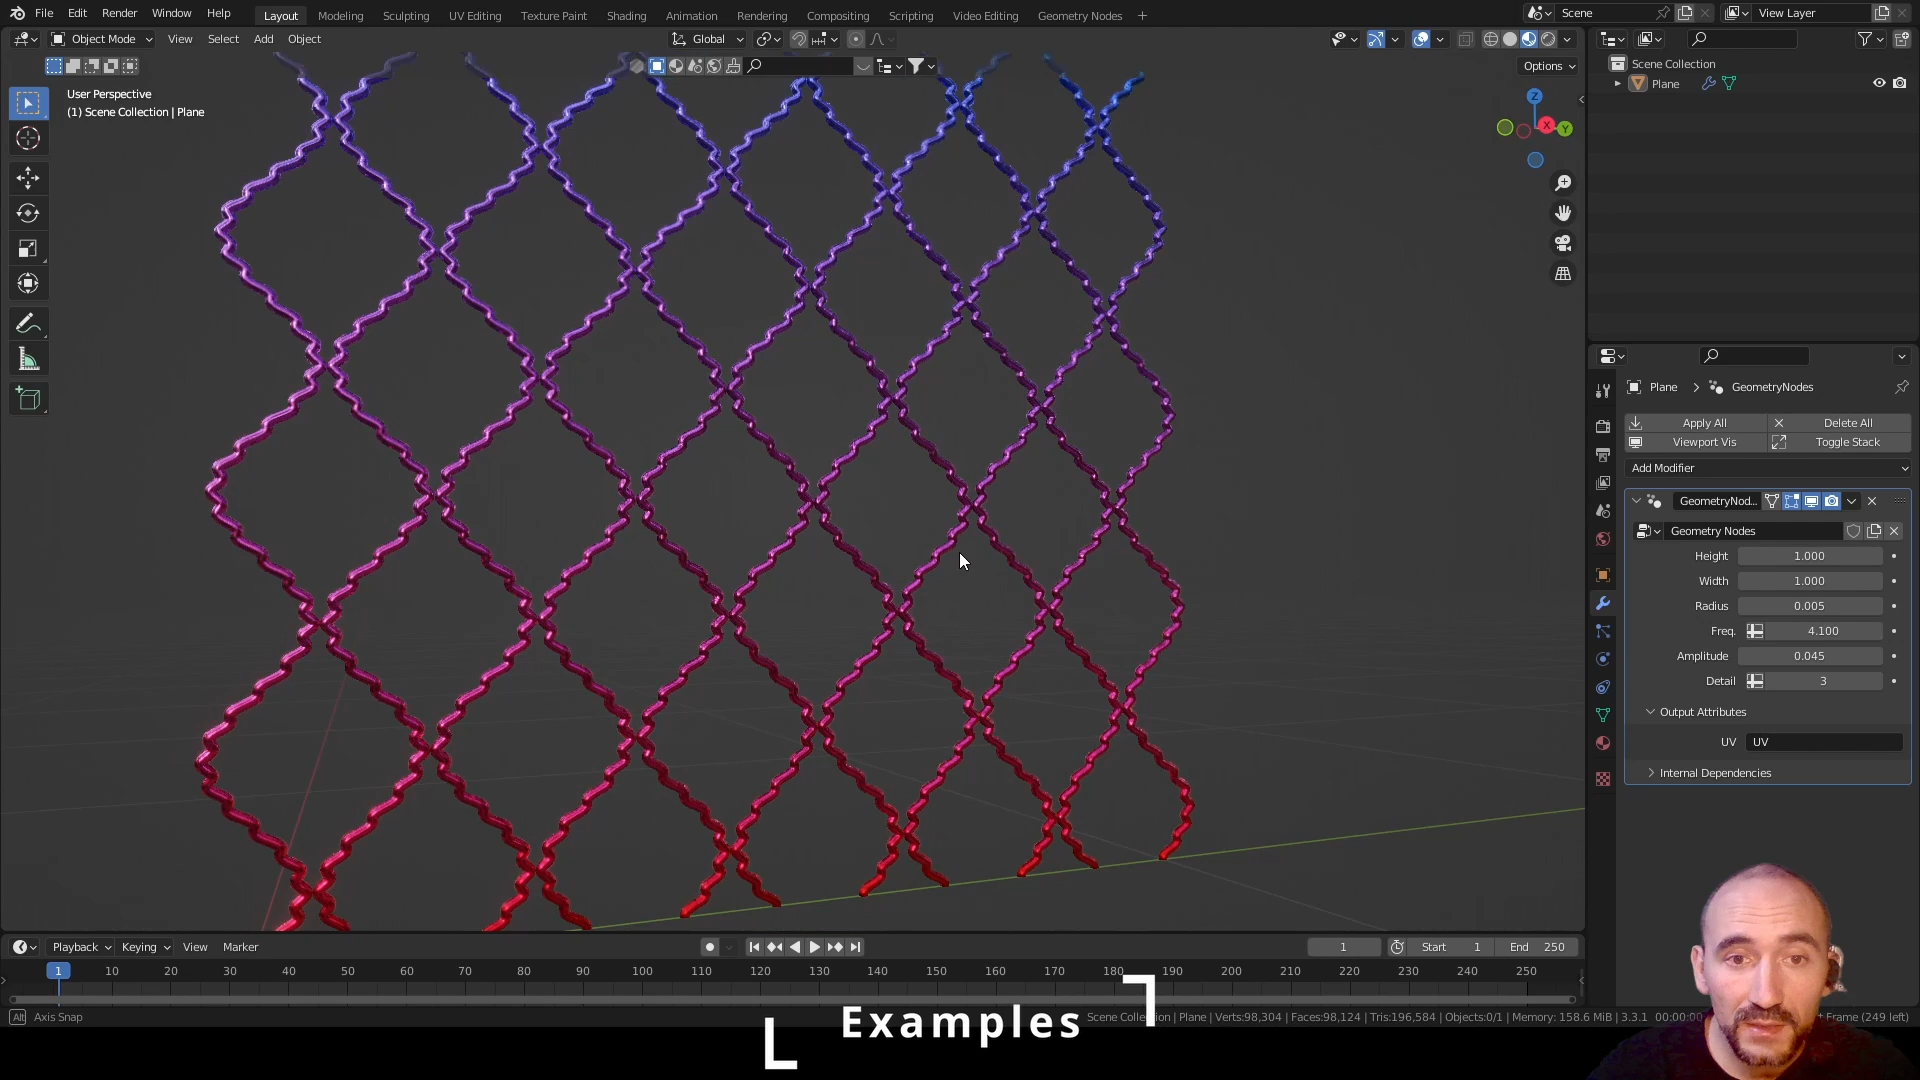 File Edit Render Window Help Layout Modeling Sculpting UV Editing Texture Paint Shading Animation Rendering Compositing Scripting Video Editing Geometry Nodes + Scene View Layer
Object Mode View Select Add Object Global
Options
User Perspective
(1) Scene Collection | Plane
Z
X
Y
Scene Collection
Plane
Plane > GeometryNodes
Apply All Delete All
Viewport Vis Toggle Stack
Add Modifier
GeometryNod...
Geometry Nodes
Height 1.000
Width 1.000
Radius 0.005
Freq. 4.100
Amplitude 0.045
Detail 3
Output Attributes
UV UV
Internal Dependencies
Playback Keying View Marker 1 Start 1 End 250
1 10 20 30 40 50 60 70 80 90 100 110 120 130 140 150 160 170 180 190 200 210 220 230 240 250
Alt Axis Snap
Scene Collection | Plane | Verts:98,304 | Faces:98,124 | Tris:196,584 | Objects:0/1 | Memory: 158.6 MiB | 3.3.1 00:00:00 Frame (249 left)
Examples